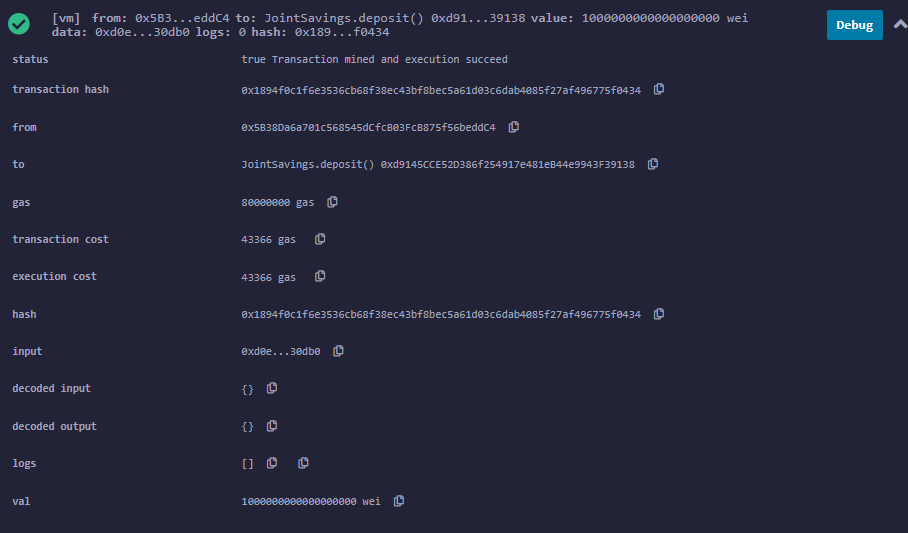 [vm] from: 0x5B3...eddC4 to: JointSavings.deposit() 0xd91...39138 value: 1000000000000000000 wei
data: 0xd0e...30db0 logs: 0 hash: 0x189...f0434
Debug
status true Transaction mined and execution succeed
transaction hash 0x1894f0c1f6e3536cb68f38ec43bf8bec5a61d03c6dab4085f27af496775f0434
from 0x5B38Da6a701c568545dCfcB03FcB875f56beddC4
to JointSavings.deposit() 0xd9145CCE52D386f254917e481eB44e9943F39138
gas 80000000 gas
transaction cost 43366 gas
execution cost 43366 gas
hash 0x1894f0c1f6e3536cb68f38ec43bf8bec5a61d03c6dab4085f27af496775f0434
input 0xd0e...30db0
decoded input {}
decoded output {}
logs []
val 1000000000000000000 wei